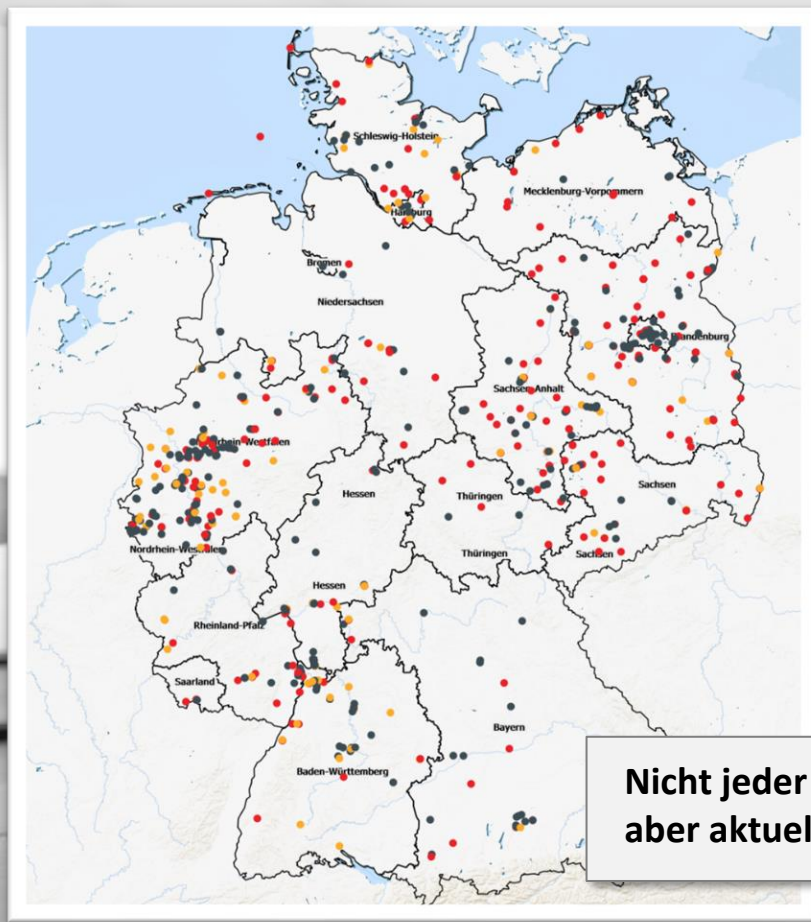 Schleswig-Holstein
Mecklenburg-Vorpommern
Hamburg
Bremen
Niedersachsen
Brandenburg
Sachsen-Anhalt
Nordrhein-Westfalen
Hessen
Thüringen
Sachsen
Nordrhein-Westfalen
Thüringen
Sachsen
Hessen
Rheinland-Pfalz
Saarland
Bayern
Baden-Württemberg
Nicht jeder
aber aktuel